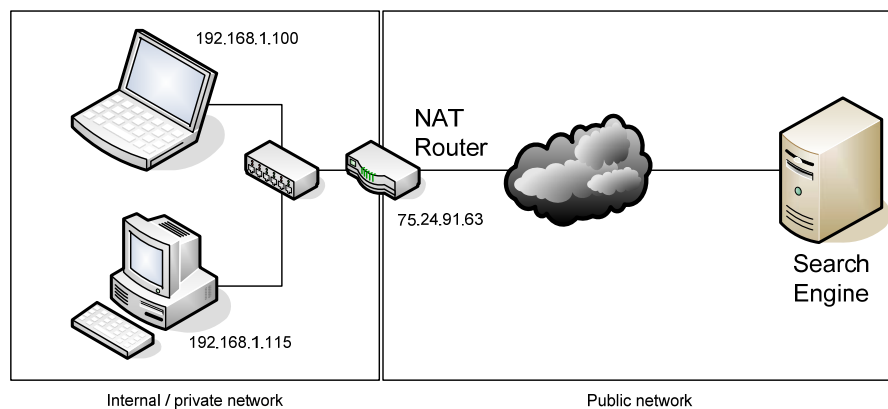 192.168.1.100
NAT
Router
75.24.91.63
Search
Engine
192.168.1.115
Internal / private network
Public network